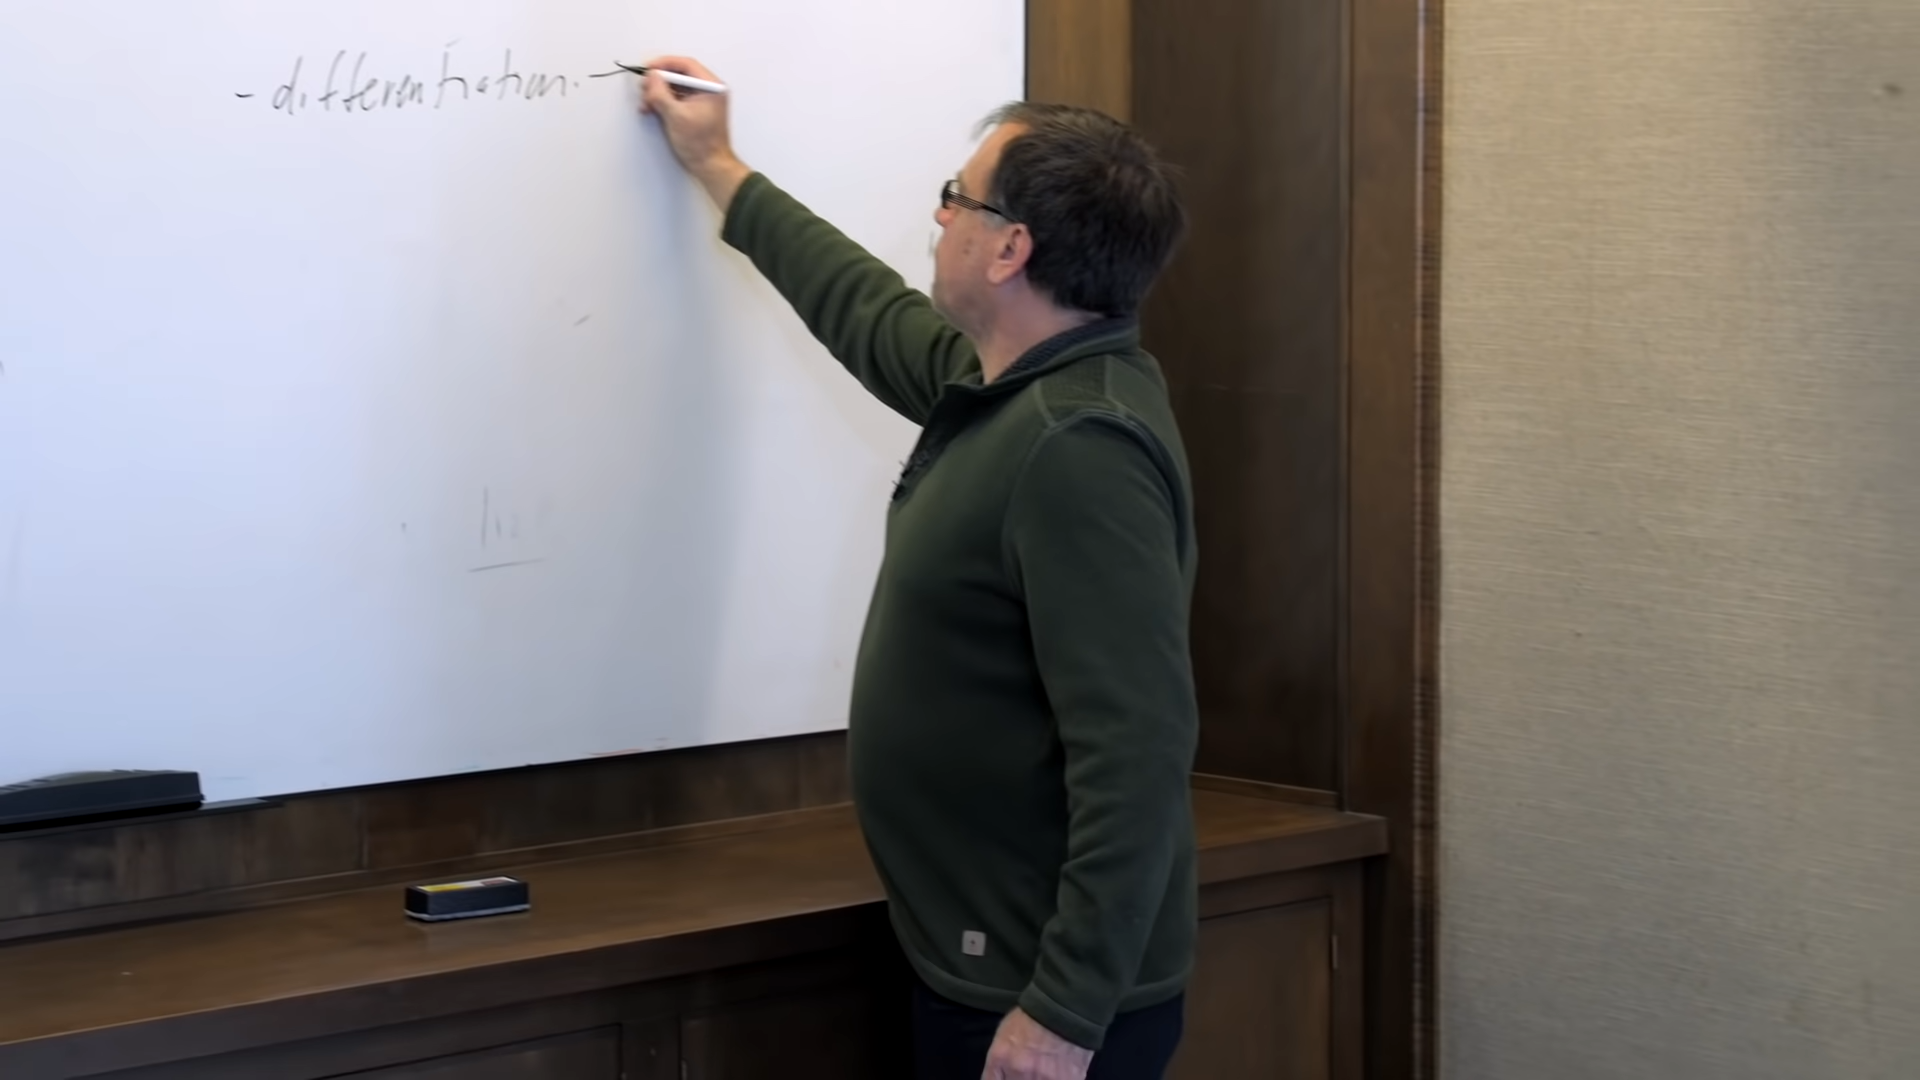 - differentiation. -